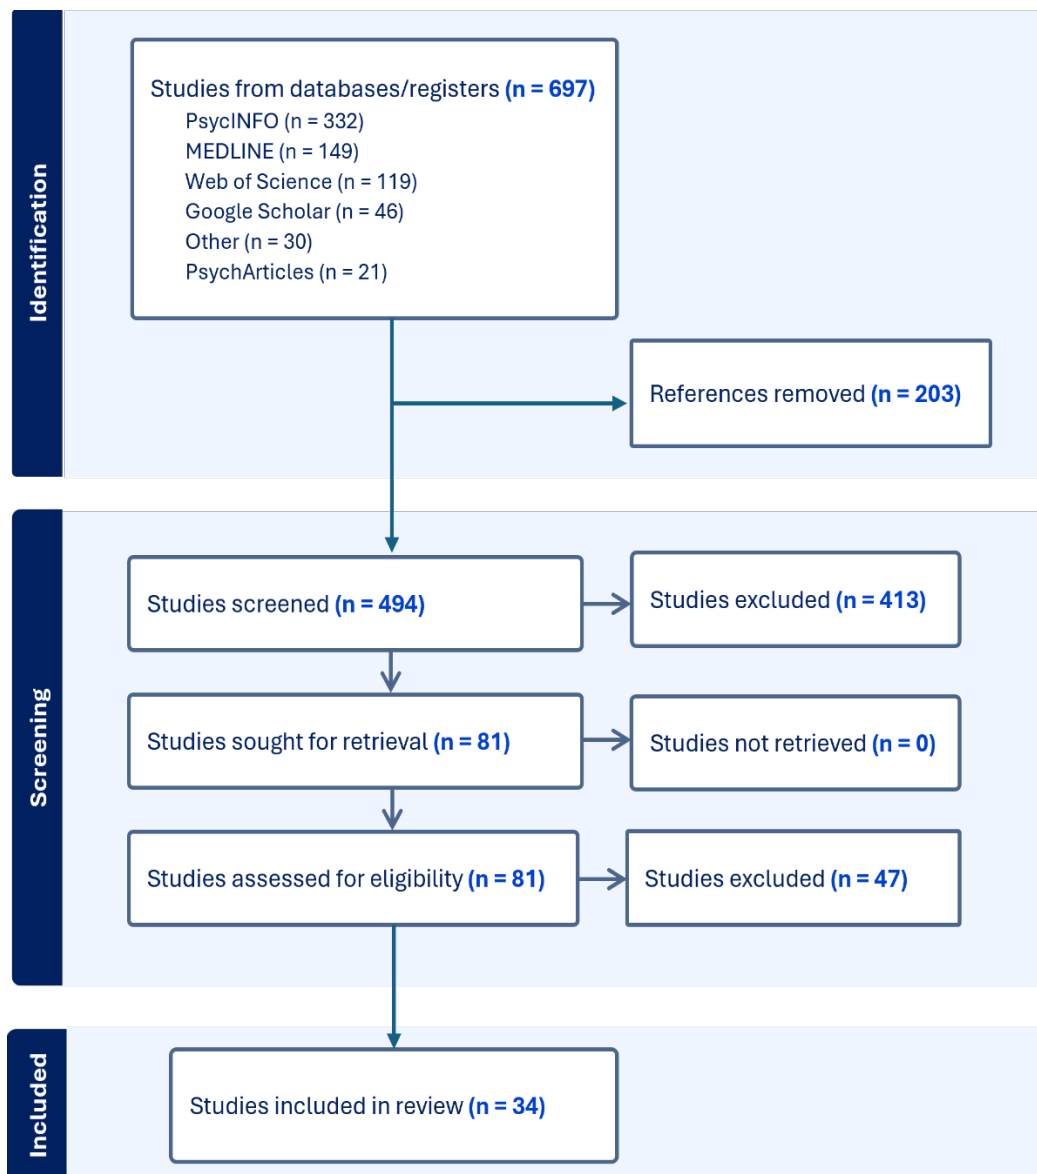 Identification
Studies from databases/registers (n = 697)
PsycINFO (n = 332)
MEDLINE (n = 149)
Web of Science (n = 119)
Google Scholar (n = 46)
Other (n = 30)
PsychArticles (n = 21)
References removed (n = 203)
Screening
Studies screened (n = 494)
Studies excluded (n = 413)
Studies sought for retrieval (n = 81)
Studies not retrieved (n = 0)
Studies assessed for eligibility (n = 81)
Studies excluded (n = 47)
Included
Studies included in review (n = 34)